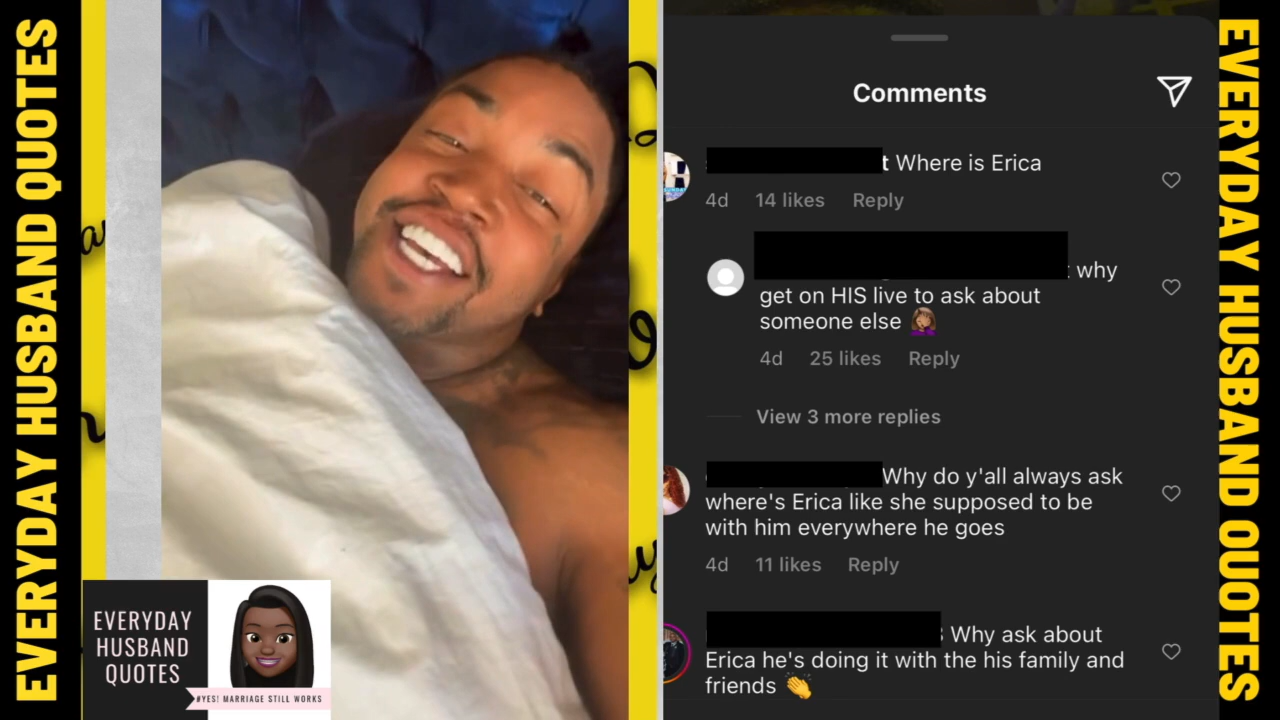 EVERYDAY HUSBAND QUOTES
EVERYDAY
HUSBAND
QUOTES
#YES! MARRIAGE STILL WORKS
Comments
t Where is Erica
4d 14 likes Reply
why
get on HIS live to ask about
someone else 🤦🏽‍♀️
4d 25 likes Reply
View 3 more replies
Why do y'all always ask
where's Erica like she supposed to be
with him everywhere he goes
4d 11 likes Reply
Why ask about
Erica he's doing it with the his family and
friends 👏
EVERYDAY HUSBAND QUOTES